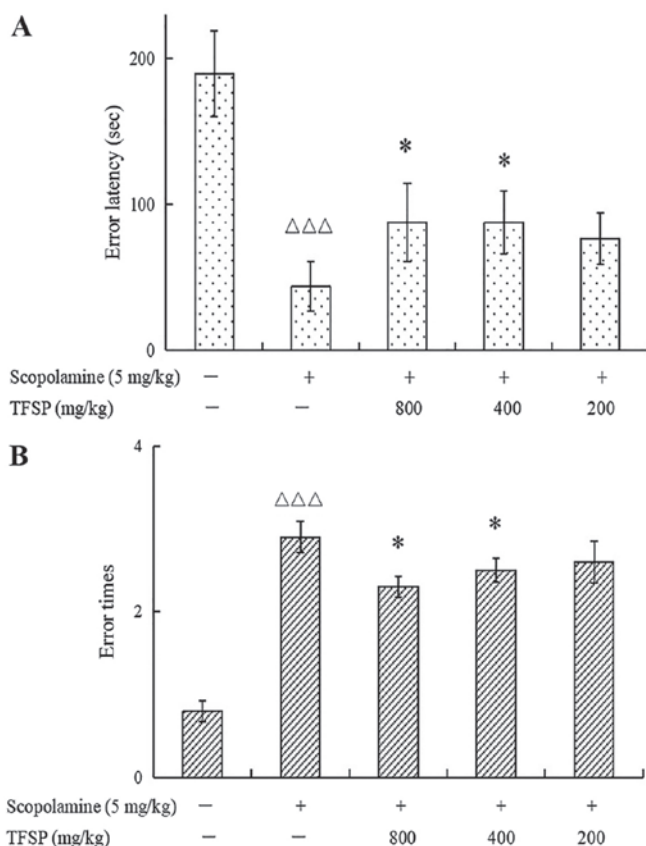 A
Error latency (sec)
200
100
0
△△△
*
*
Scopolamine (5 mg/kg) — + + + +
TFSP (mg/kg) — — 800 400 200
B
Error times
4
2
0
△△△
*
*
Scopolamine (5 mg/kg) — + + + +
TFSP (mg/kg) — — 800 400 200